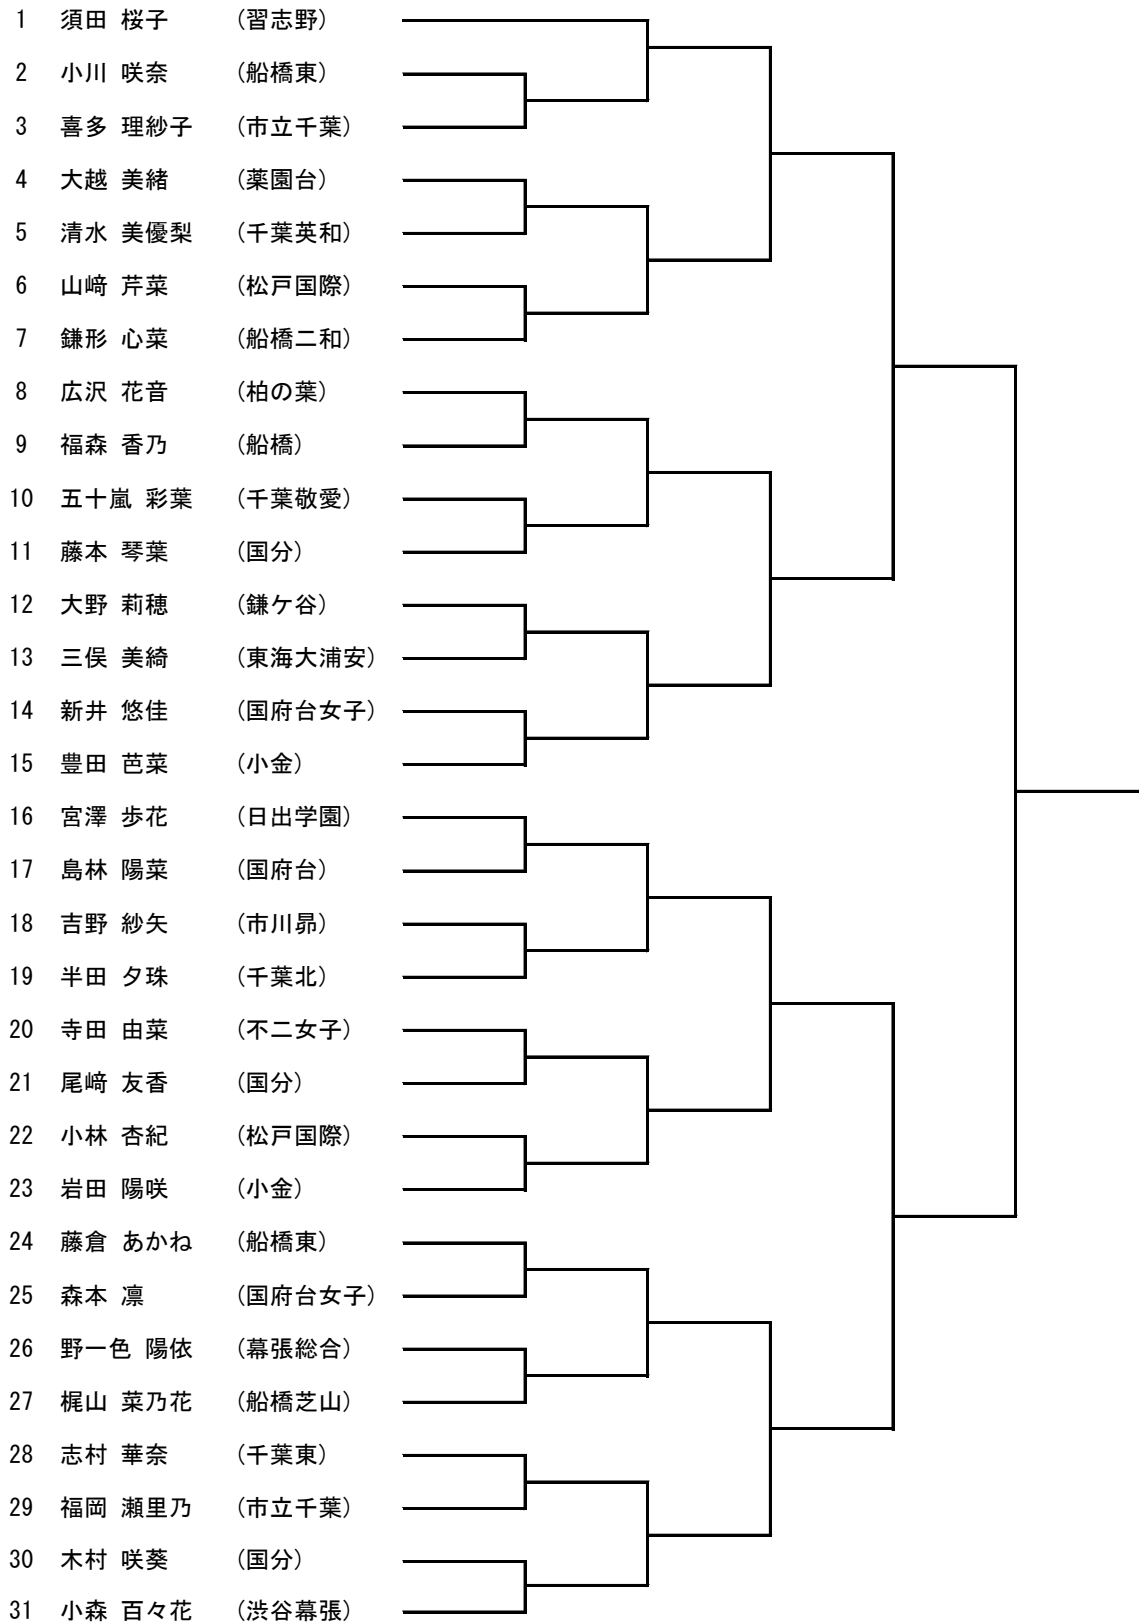 1 須田 桜子 (習志野)
2 小川 咲奈 (船橋東)
3 喜多 理紗子 (市立千葉)
4 大越 美緒 (薬園台)
5 清水 美優梨 (千葉英和)
6 山﨑 芹菜 (松戸国際)
7 鎌形 心菜 (船橋二和)
8 広沢 花音 (柏の葉)
9 福森 香乃 (船橋)
10 五十嵐 彩葉 (千葉敬愛)
11 藤本 琴葉 (国分)
12 大野 莉穂 (鎌ケ谷)
13 三俣 美綺 (東海大浦安)
14 新井 悠佳 (国府台女子)
15 豊田 芭菜 (小金)
16 宮澤 歩花 (日出学園)
17 島林 陽菜 (国府台)
18 吉野 紗矢 (市川昴)
19 半田 夕珠 (千葉北)
20 寺田 由菜 (不二女子)
21 尾﨑 友香 (国分)
22 小林 杏紀 (松戸国際)
23 岩田 陽咲 (小金)
24 藤倉 あかね (船橋東)
25 森本 凛 (国府台女子)
26 野一色 陽依 (幕張総合)
27 梶山 菜乃花 (船橋芝山)
28 志村 華奈 (千葉東)
29 福岡 瀬里乃 (市立千葉)
30 木村 咲葵 (国分)
31 小森 百々花 (渋谷幕張)